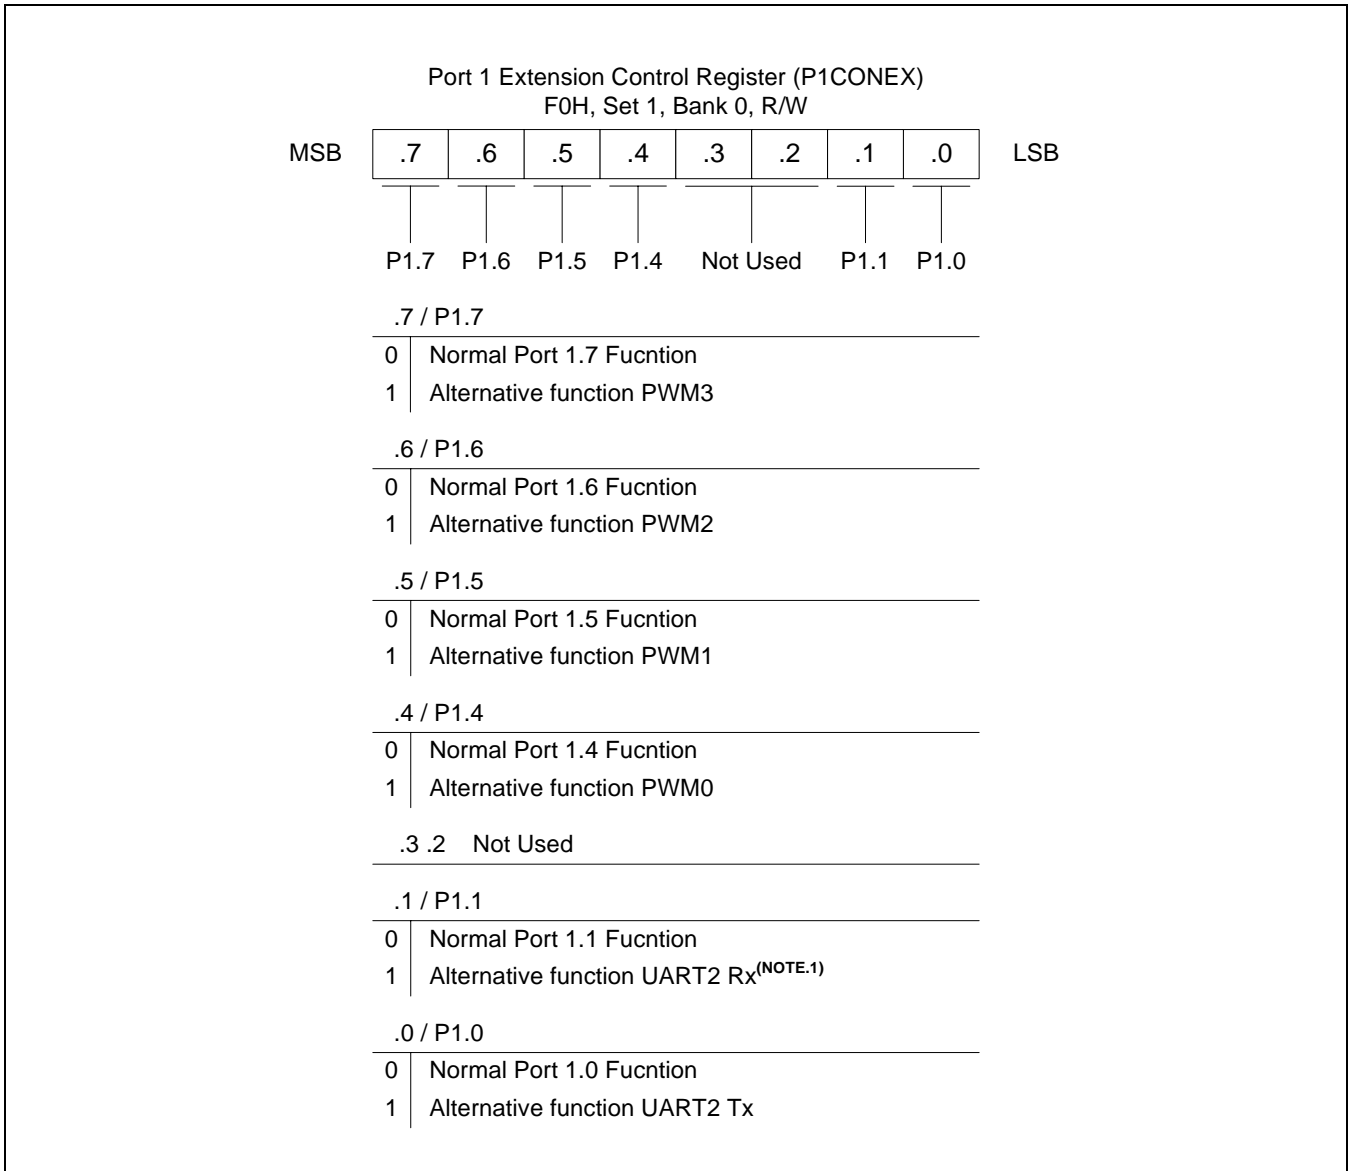 Port 1 Extension Control Register (P1CONEX)
F0H, Set 1, Bank 0, R/W
MSB .7 .6 .5 .4 .3 .2 .1 .0 LSB
P1.7 P1.6 P1.5 P1.4 Not Used P1.1 P1.0
.7 / P1.7
0 Normal Port 1.7 Fucntion
1 Alternative function PWM3
.6 / P1.6
0 Normal Port 1.6 Fucntion
1 Alternative function PWM2
.5 / P1.5
0 Normal Port 1.5 Fucntion
1 Alternative function PWM1
.4 / P1.4
0 Normal Port 1.4 Fucntion
1 Alternative function PWM0
.3 .2 Not Used
.1 / P1.1
0 Normal Port 1.1 Fucntion
1 Alternative function UART2 Rx(NOTE.1)
.0 / P1.0
0 Normal Port 1.0 Fucntion
1 Alternative function UART2 Tx